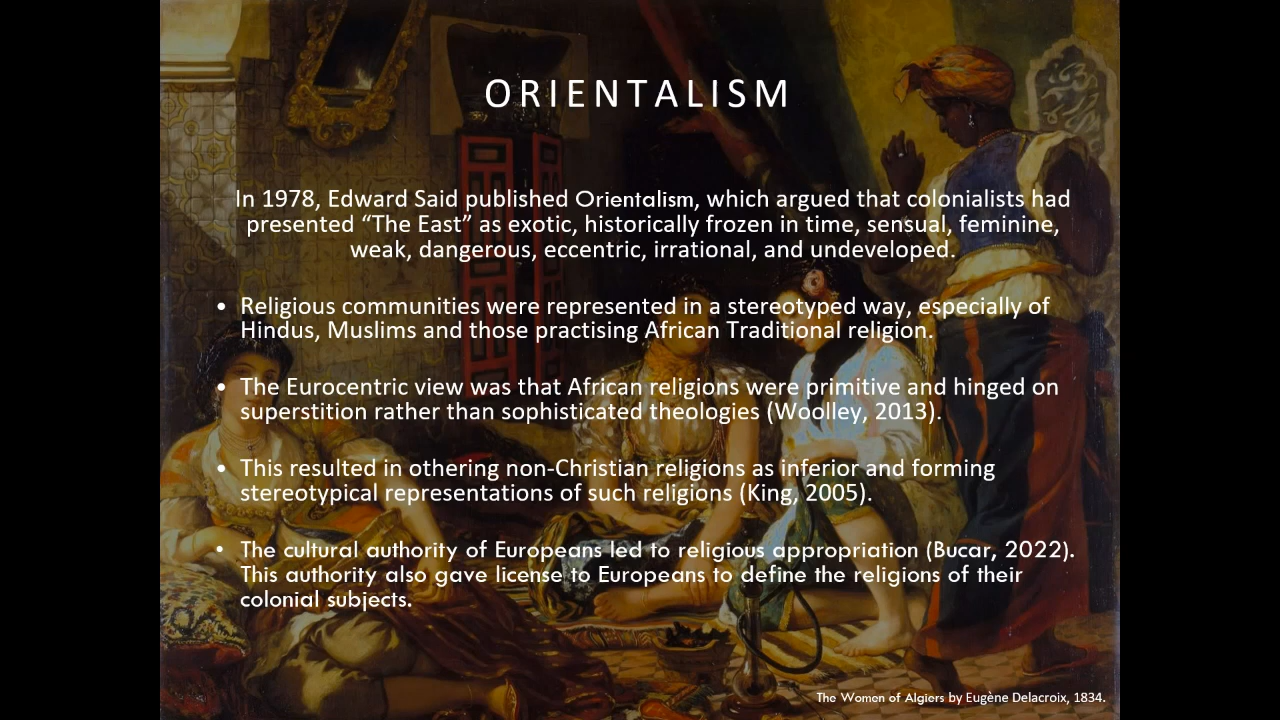 ORIENTALISM
In 1978, Edward Said published Orientalism, which argued that colonialists had
presented “The East” as exotic, historically frozen in time, sensual, feminine,
weak, dangerous, eccentric, irrational, and undeveloped.
• Religious communities were represented in a stereotyped way, especially of
Hindus, Muslims and those practising African Traditional religion.
• The Eurocentric view was that African religions were primitive and hinged on
superstition rather than sophisticated theologies (Woolley, 2013).
• This resulted in othering non-Christian religions as inferior and forming
stereotypical representations of such religions (King, 2005).
• The cultural authority of Europeans led to religious appropriation (Bucar, 2022).
This authority also gave license to Europeans to define the religions of their
colonial subjects.
The Women of Algiers by Eugène Delacroix, 1834.